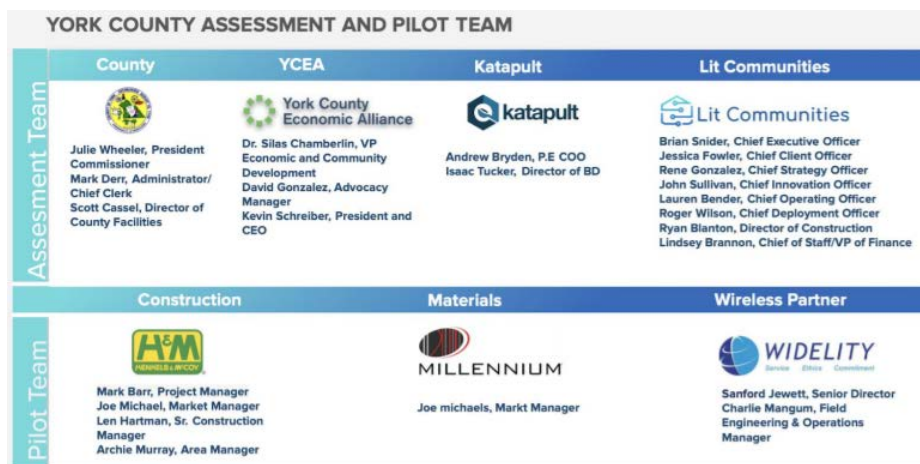 YORK COUNTY ASSESSMENT AND PILOT TEAM
Assesment Team
County
YCEA
Katapult
Lit Communities
York County
Economic Alliance
katapult
Lit Communities
Julie Wheeler, President
Commissioner
Mark Derr, Administrator/
Chief Clerk
Scott Cassel, Director of
County Facilities
Dr. Silas Chamberlin, VP
Economic and Community
Development
David Gonzalez, Advocacy
Manager
Kevin Schreiber, President and
CEO
Andrew Bryden, P.E COO
Isaac Tucker, Director of BD
Brian Snider, Chief Executive Officer
Jessica Fowler, Chief Client Officer
Rene Gonzalez, Chief Strategy Officer
John Sullivan, Chief Innovation Officer
Lauren Bender, Chief Operating Officer
Roger Wilson, Chief Deployment Officer
Ryan Blanton, Director of Construction
Lindsey Brannon, Chief of Staff/VP of Finance
Pilot Team
Construction
Materials
Wireless Partner
H&M
HENKELS & McCOY
MILLENNIUM
WIDELITY
Service Ethics Commitment
Mark Barr, Project Manager
Joe Michael, Market Manager
Len Hartman, Sr. Construction
Manager
Archie Murray, Area Manager
Joe michaels, Markt Manager
Sanford Jewett, Senior Director
Charlie Mangum, Field
Engineering & Operations
Manager